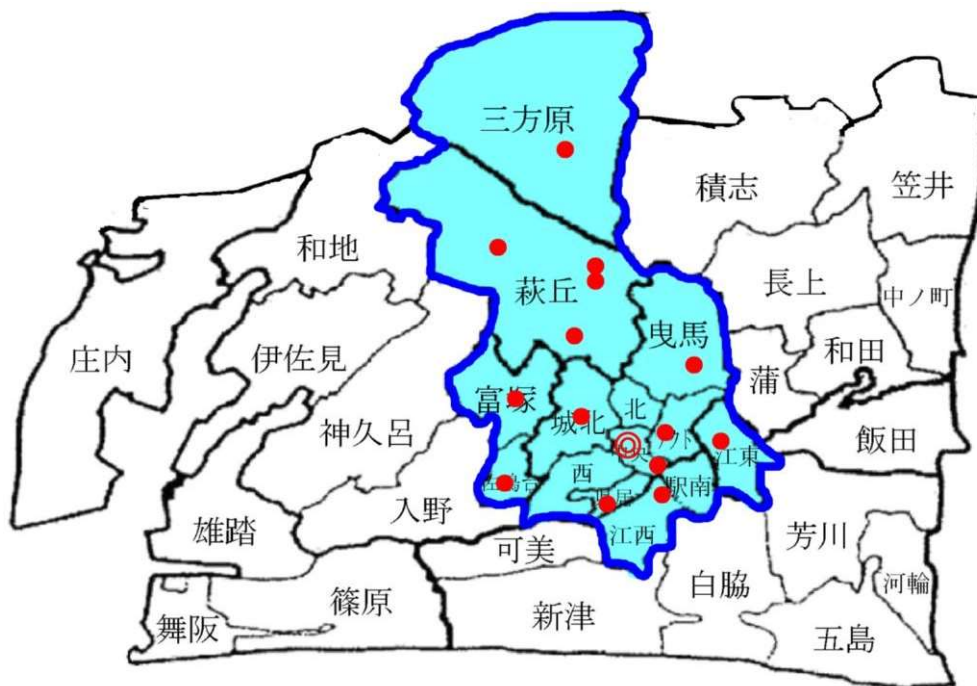 三方原
積志
笠井
和地
長上
中ノ町
萩丘
曳馬
庄内
伊佐見
和田
蒲
富塚
城北
北
神久呂
飯田
江東
西
駅南
入野
雄踏
可美
江西
芳川
白脇
河輪
舞阪
篠原
新津
五島